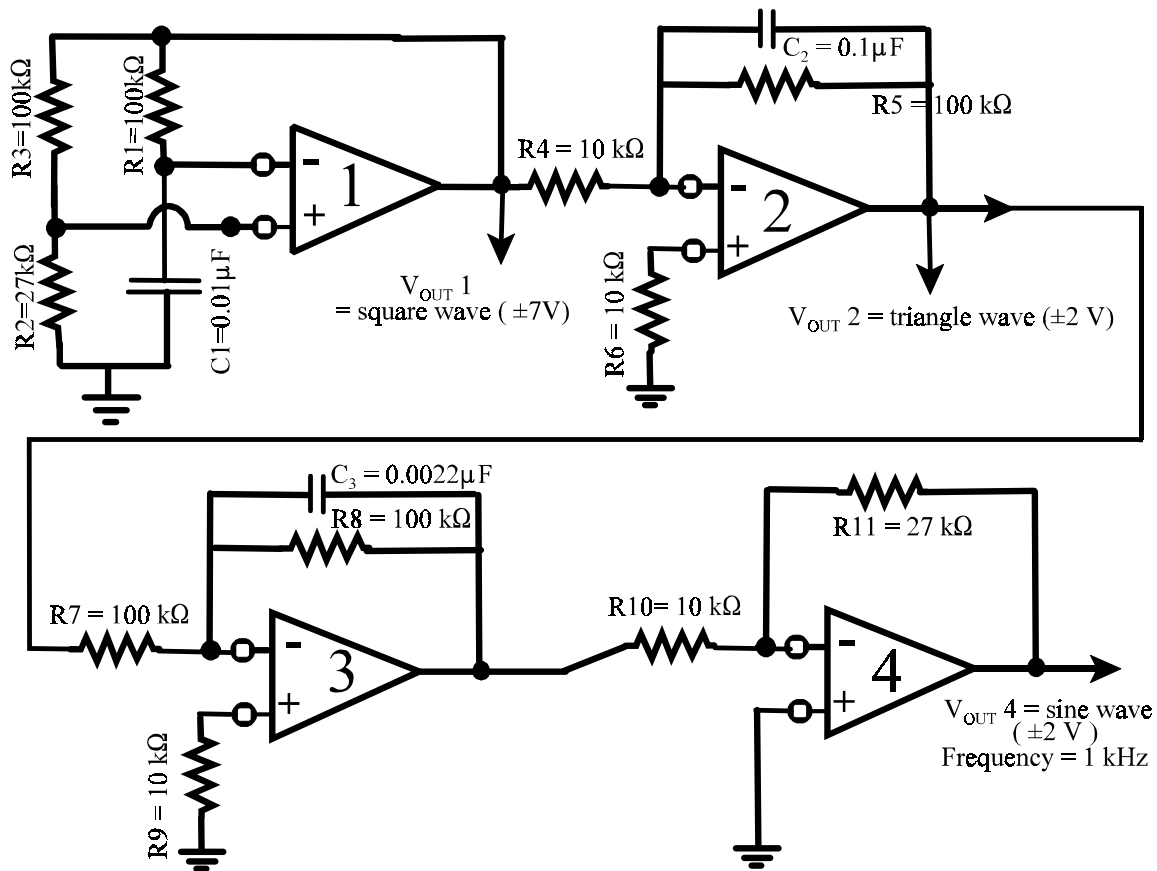 C₂ = 0.1μF
R5 = 100 kΩ
R3=100kΩ
R1=100kΩ
R4 = 10 kΩ
-
1
+
-
2
+
R2=27kΩ
C1=0.01μF
V_OUT 1
= square wave ( ±7V)
R6 = 10 kΩ
V_OUT 2 = triangle wave (±2 V)
C₃ = 0.0022μF
R8 = 100 kΩ
R11 = 27 kΩ
R7 = 100 kΩ
R10= 10 kΩ
-
3
+
-
4
+
R9 = 10 kΩ
V_OUT 4 = sine wave
( ±2 V )
Frequency = 1 kHz